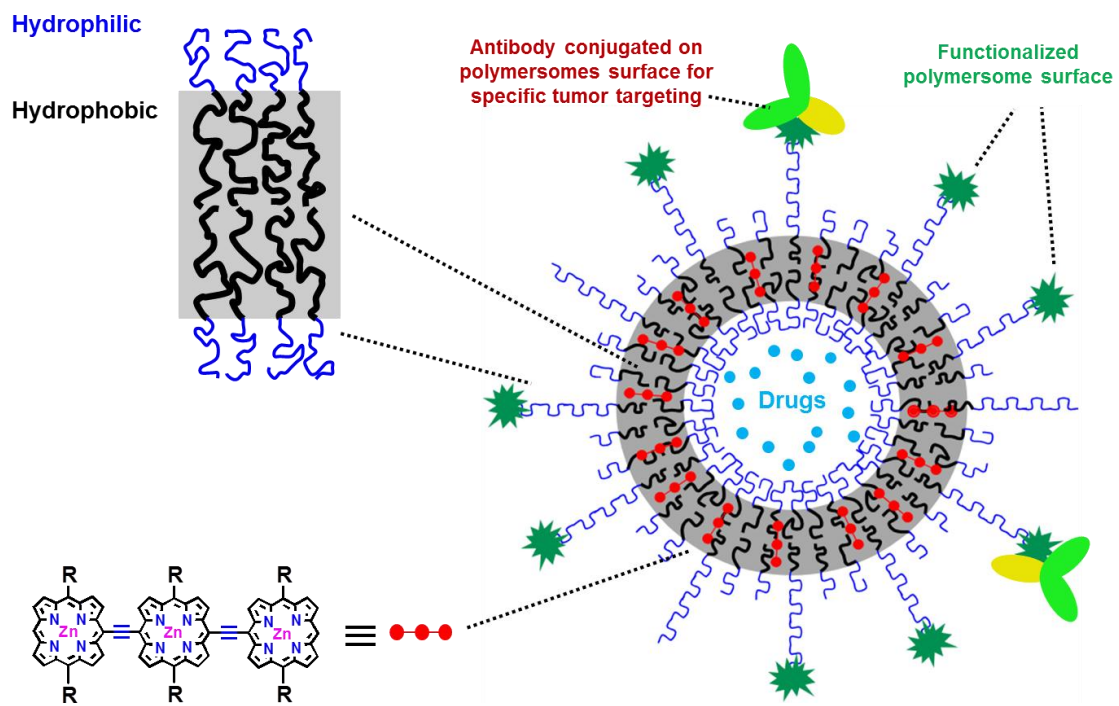 Hydrophilic
Hydrophobic
Antibody conjugated on
polymersomes surface for
specific tumor targeting
Functionalized
polymersome surface
Drugs
R R R
N N N N N N
Zn Zn Zn
N N N N N N
R R R